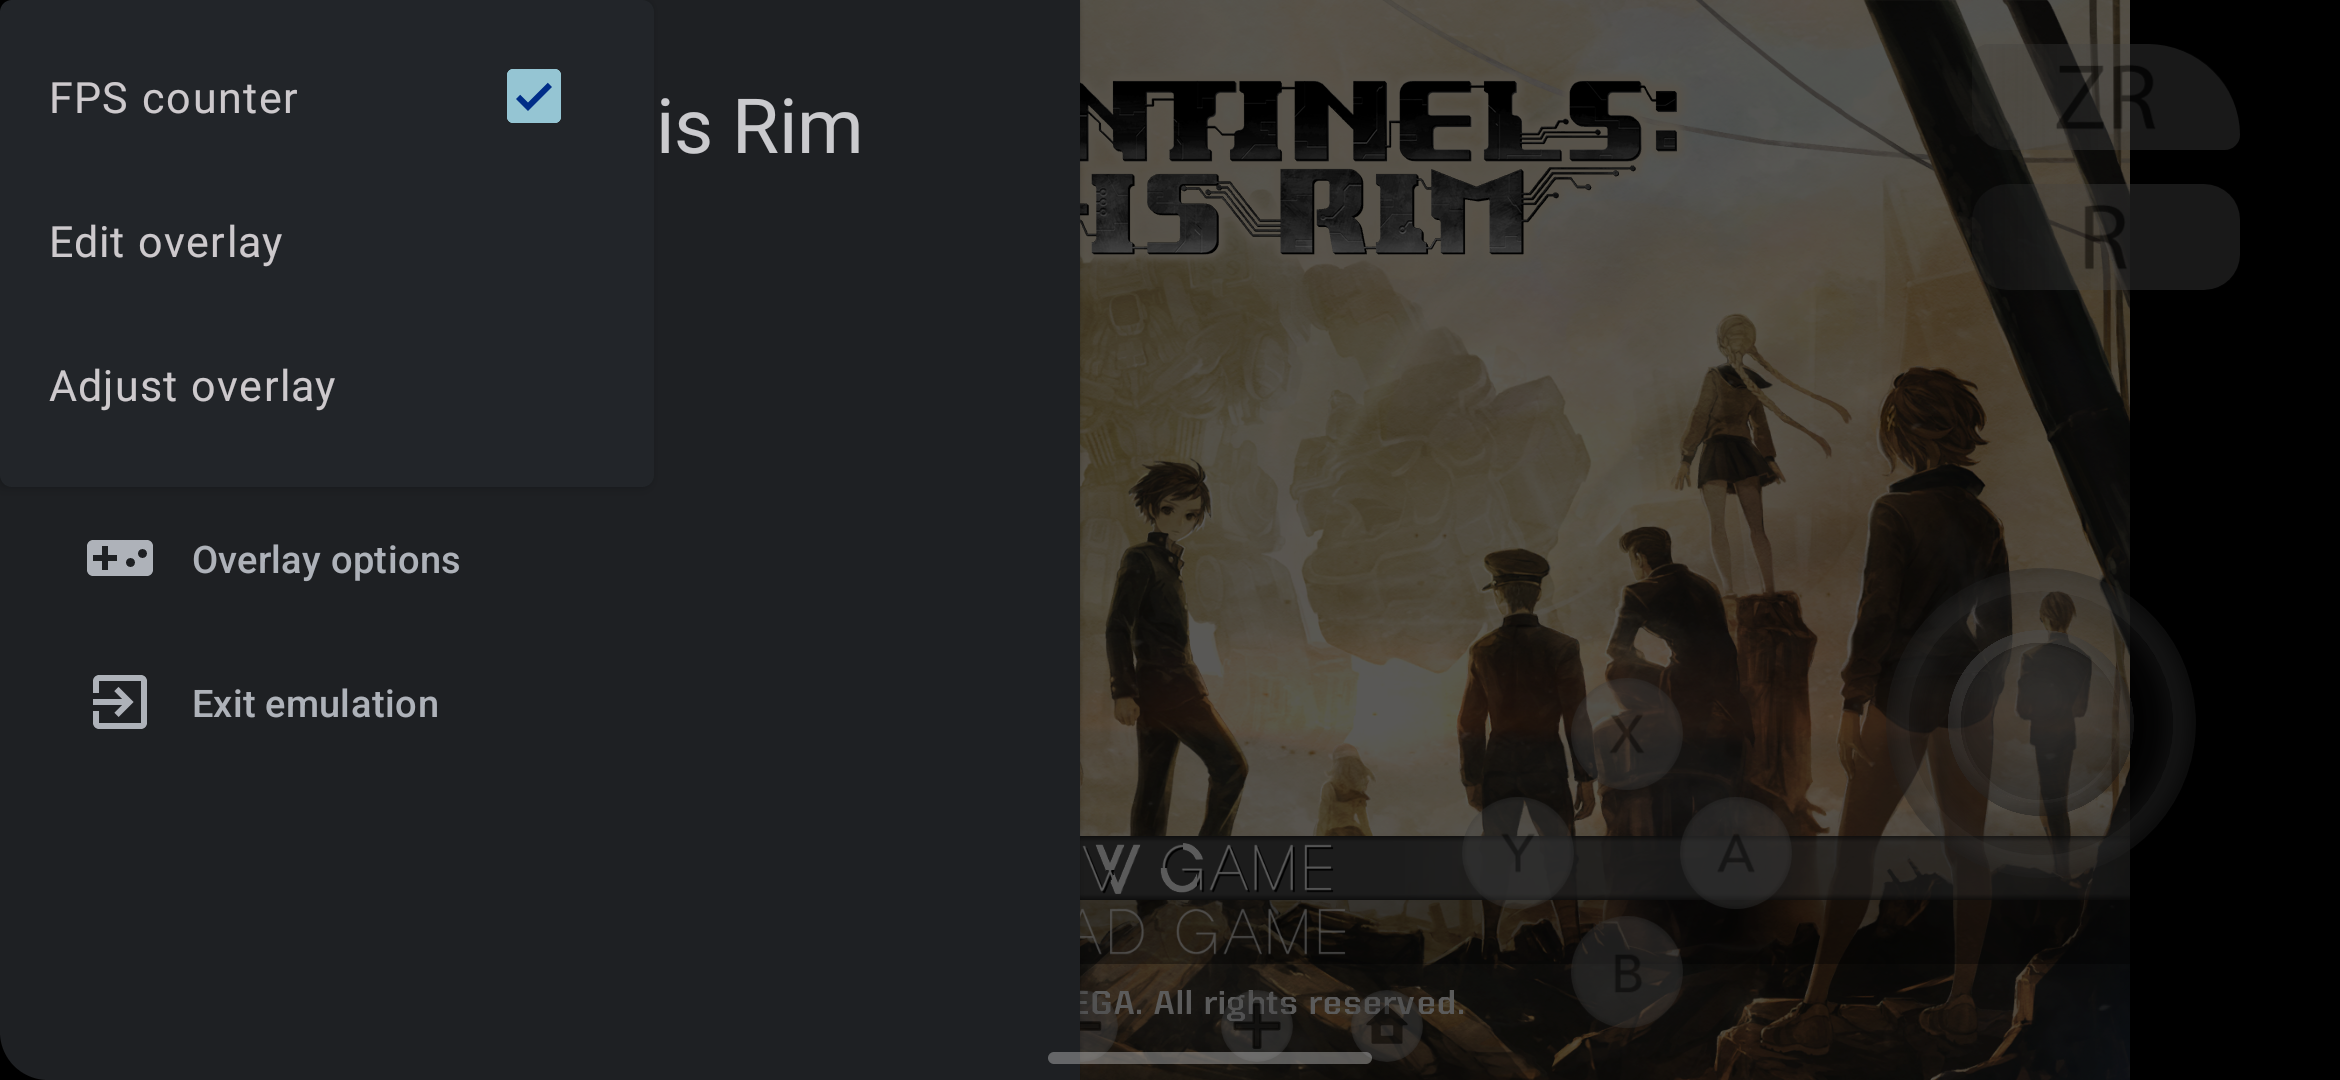 FPS counter
is Rim
Edit overlay
Adjust overlay
Overlay options
Exit emulation
NTINELS:
IS RIM
ZR
R
X
Y
A
B
W GAME
AD GAME
EGA. All rights reserved.